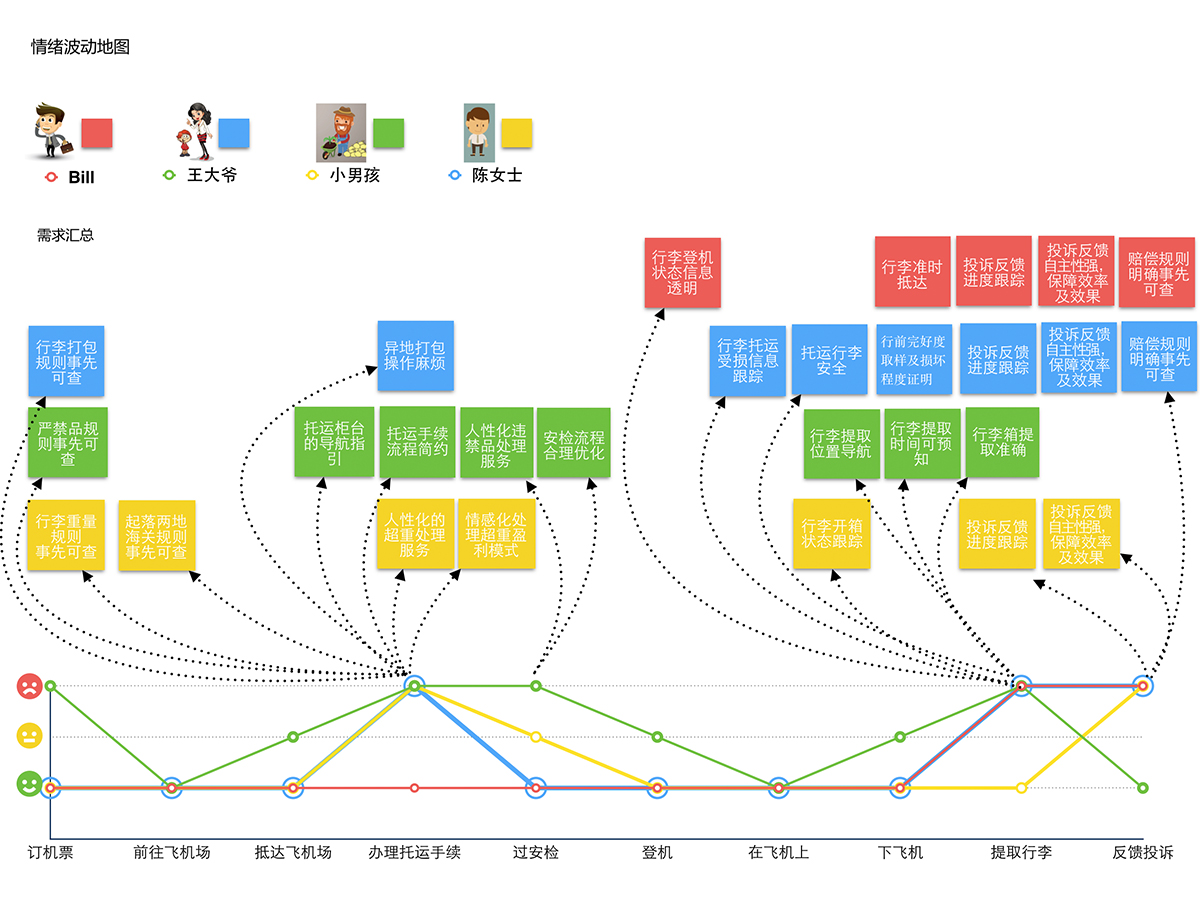 情绪波动地图
Bill
王大爷
小男孩
陈女士
需求汇总
行李登机
状态信息
透明
行李准时
抵达
投诉反馈
进度跟踪
投诉反馈
自主性强，
保障效率
及效果
赔偿规则
明确事先
可查
行李打包
规则事先
可查
异地打包
操作麻烦
行李托运
受损信息
跟踪
托运行李
安全
行前完好度
取样及损坏
程度证明
投诉反馈
进度跟踪
投诉反馈
自主性强，
保障效率
及效果
赔偿规则
明确事先
可查
严禁品规
则事先可
查
托运柜台
的导航指
引
托运手续
流程简约
人性化违
禁品处理
服务
安检流程
合理优化
行李提取
位置导航
行李提取
时间可预
知
行李箱提
取准确
行李重量
规则
事先可查
起落两地
海关规则
事先可查
人性化的
超重处理
服务
情感化处
理超重盈
利模式
行李开箱
状态跟踪
投诉反馈
进度跟踪
投诉反馈
自主性强，
保障效率
及效果
订机票
前往飞机场
抵达飞机场
办理托运手续
过安检
登机
在飞机上
下飞机
提取行李
反馈投诉